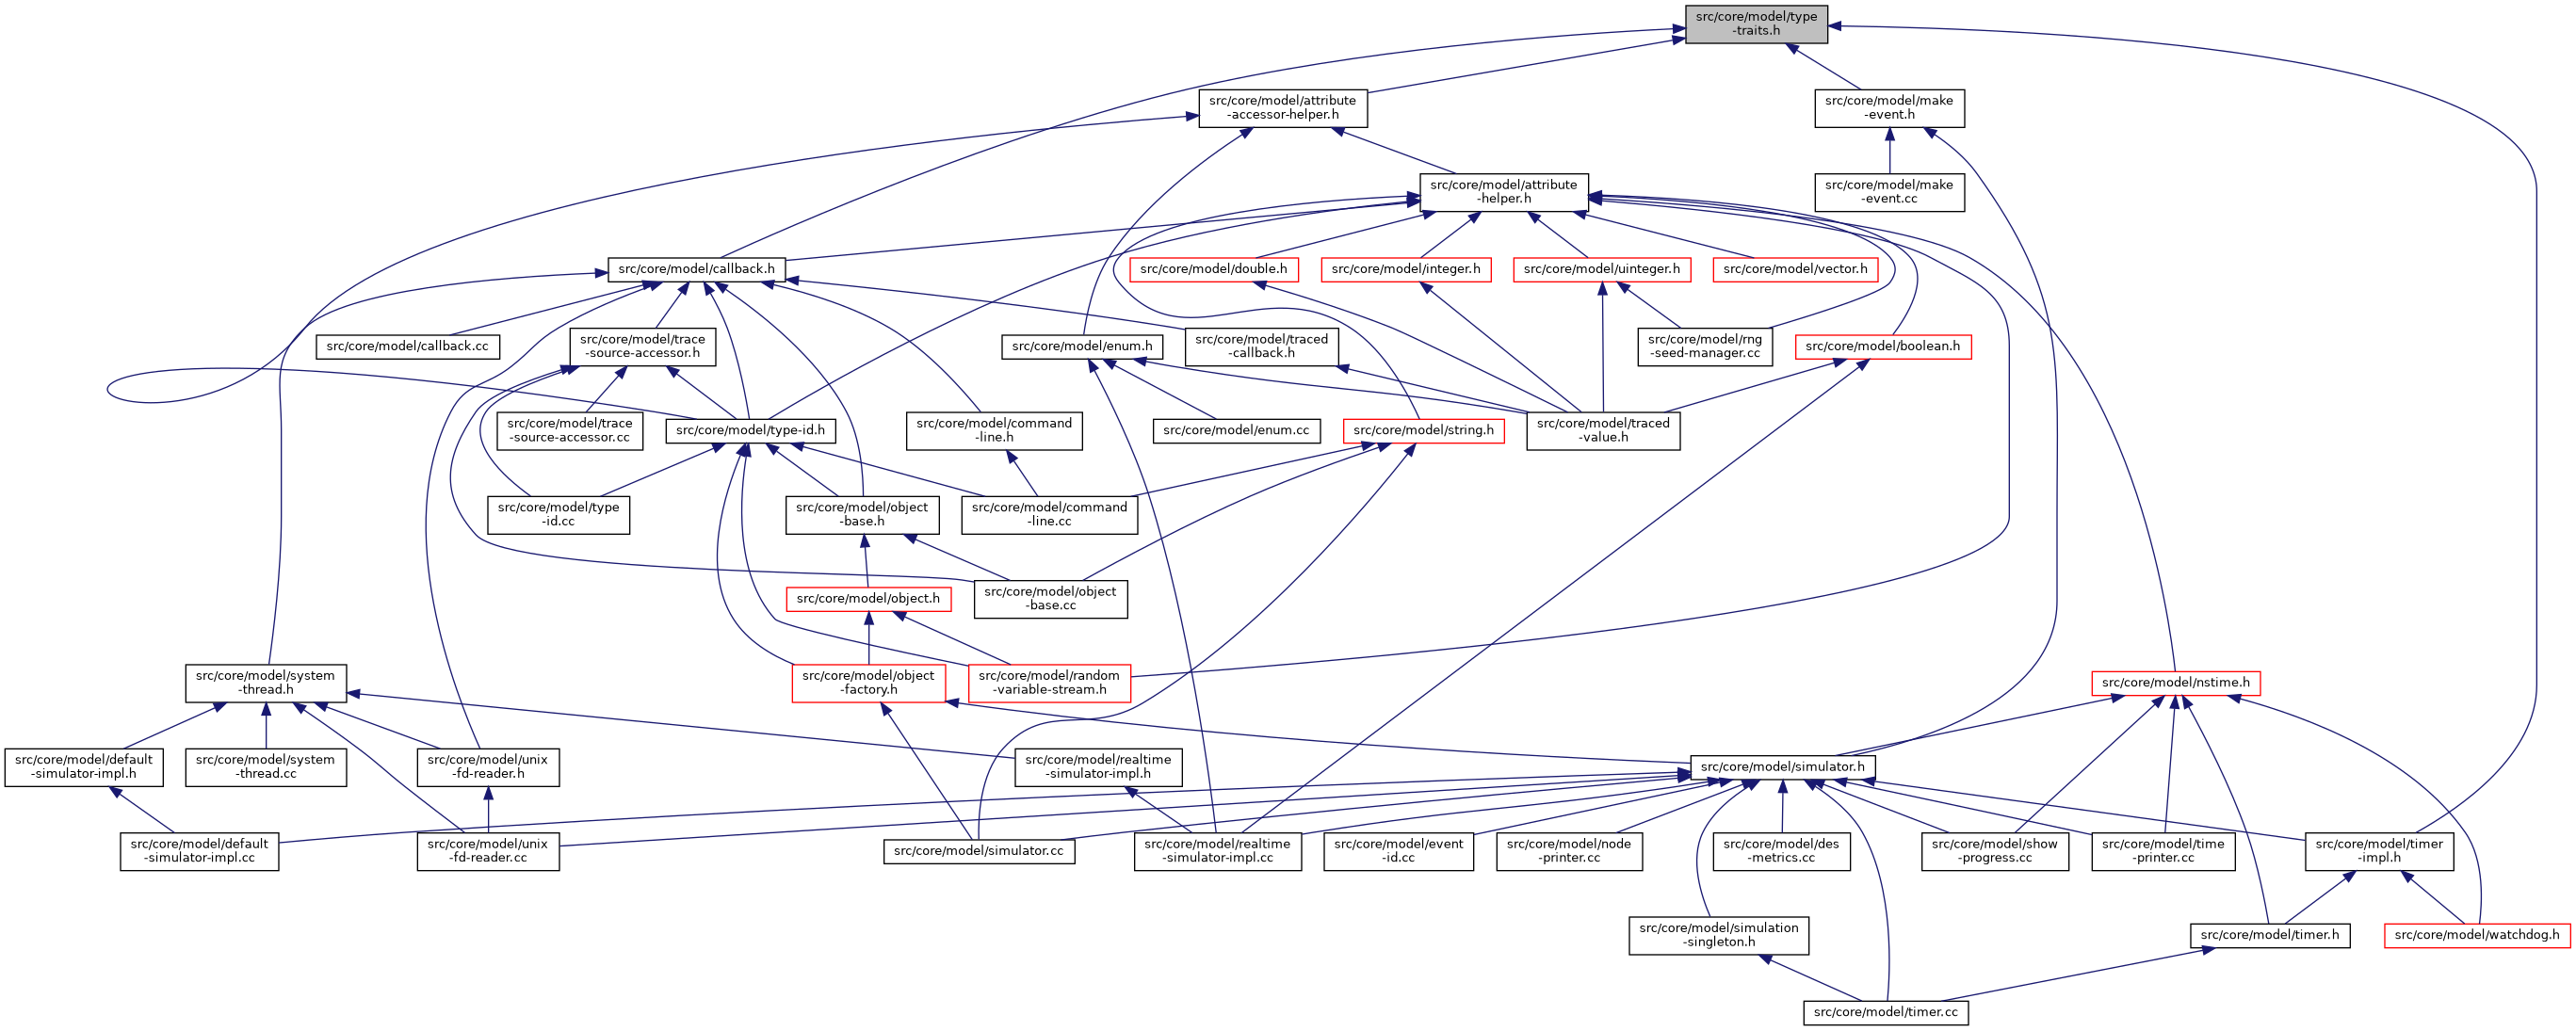 src/core/model/type
-traits.h
src/core/model/attribute
-accessor-helper.h
src/core/model/make
-event.h
src/core/model/attribute
-helper.h
src/core/model/make
-event.cc
src/core/model/callback.h
src/core/model/double.h
src/core/model/integer.h
src/core/model/uinteger.h
src/core/model/vector.h
src/core/model/callback.cc
src/core/model/trace
-source-accessor.h
src/core/model/enum.h
src/core/model/traced
-callback.h
src/core/model/rng
-seed-manager.cc
src/core/model/boolean.h
src/core/model/trace
-source-accessor.cc
src/core/model/type-id.h
src/core/model/command
-line.h
src/core/model/enum.cc
src/core/model/string.h
src/core/model/traced
-value.h
src/core/model/type
-id.cc
src/core/model/object
-base.h
src/core/model/command
-line.cc
src/core/model/object.h
src/core/model/object
-base.cc
src/core/model/system
-thread.h
src/core/model/object
-factory.h
src/core/model/random
-variable-stream.h
src/core/model/nstime.h
src/core/model/default
-simulator-impl.h
src/core/model/system
-thread.cc
src/core/model/unix
-fd-reader.h
src/core/model/realtime
-simulator-impl.h
src/core/model/simulator.h
src/core/model/default
-simulator-impl.cc
src/core/model/unix
-fd-reader.cc
src/core/model/simulator.cc
src/core/model/realtime
-simulator-impl.cc
src/core/model/event
-id.cc
src/core/model/node
-printer.cc
src/core/model/des
-metrics.cc
src/core/model/show
-progress.cc
src/core/model/time
-printer.cc
src/core/model/timer
-impl.h
src/core/model/simulation
-singleton.h
src/core/model/timer.h
src/core/model/watchdog.h
src/core/model/timer.cc